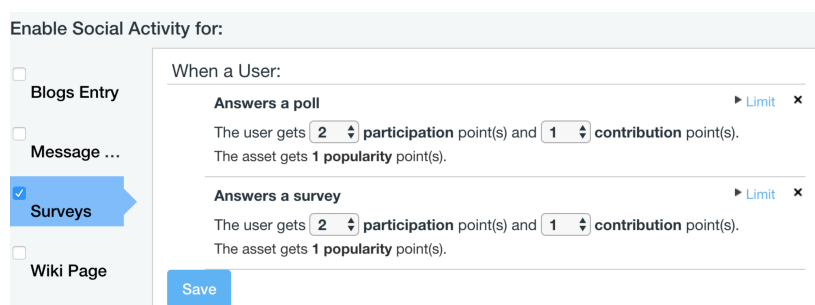 Enable Social Activity for:
Blogs Entry
Message ...
Surveys
Wiki Page
When a User:
Answers a poll
Limit ×
The user gets 2 participation point(s) and 1 contribution point(s).
The asset gets 1 popularity point(s).
Answers a survey
Limit ×
The user gets 2 participation point(s) and 1 contribution point(s).
The asset gets 1 popularity point(s).
Save